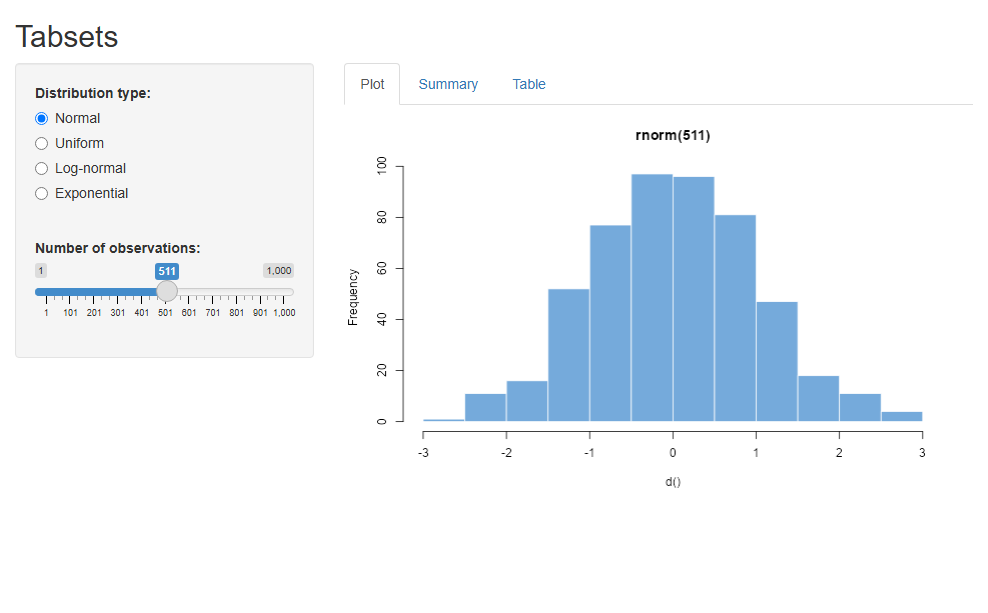 Tabsets
Distribution type:
Normal
Uniform
Log-normal
Exponential
Number of observations:
1 511 1,000
1 101 201 301 401 501 601 701 801 901 1,000
Plot Summary Table
rnorm(511)
Frequency
100
80
60
40
20
0
-3 -2 -1 0 1 2 3
d()